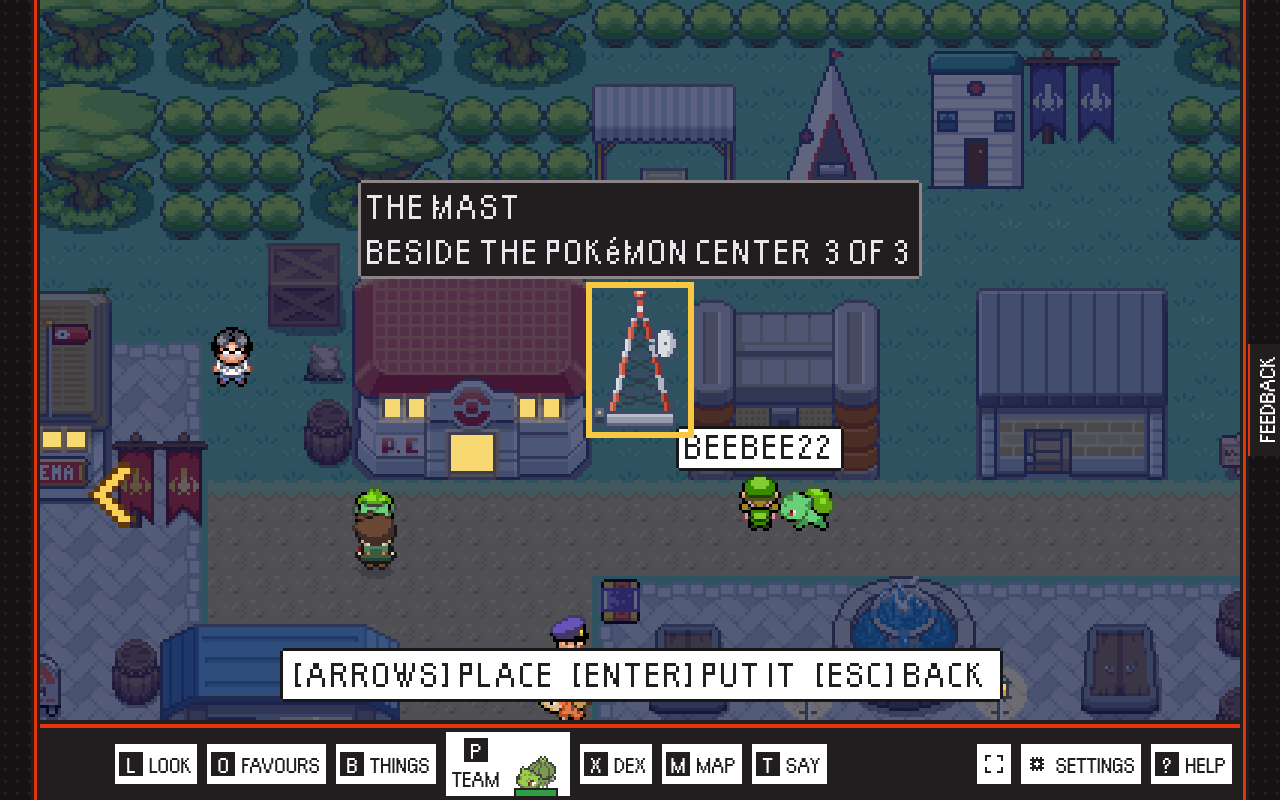 THE MAST
BESIDE THE POKéMON CENTER 3 OF 3
P.C
EMA
BEEBEE22
[ARROWS] PLACE [ENTER] PUT IT [ESC] BACK
FEEDBACK
L LOOK
O FAVOURS
B THINGS
P TEAM
X DEX
M MAP
T SAY
SETTINGS
? HELP